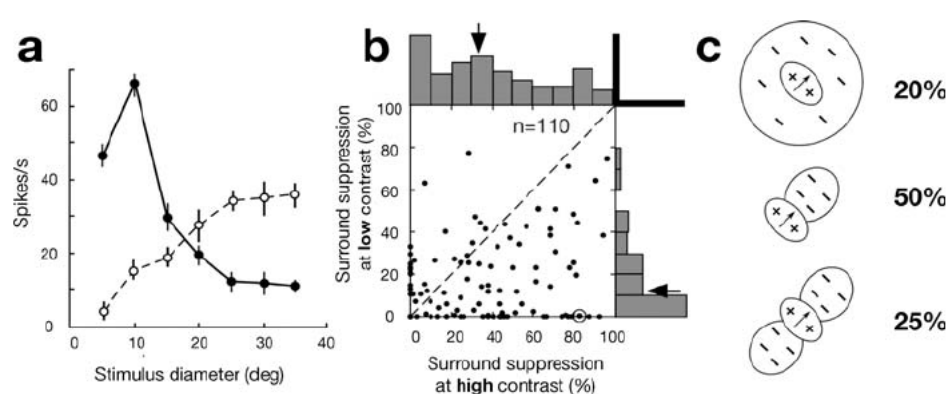 a
b
c
60
40
20
0
Spikes/s
0
10
20
30
40
Stimulus diameter (deg)
n=110
100
80
60
40
20
0
Surround suppression
at low contrast (%)
0
20
40
60
80
100
Surround suppression
at high contrast (%)
20%
50%
25%